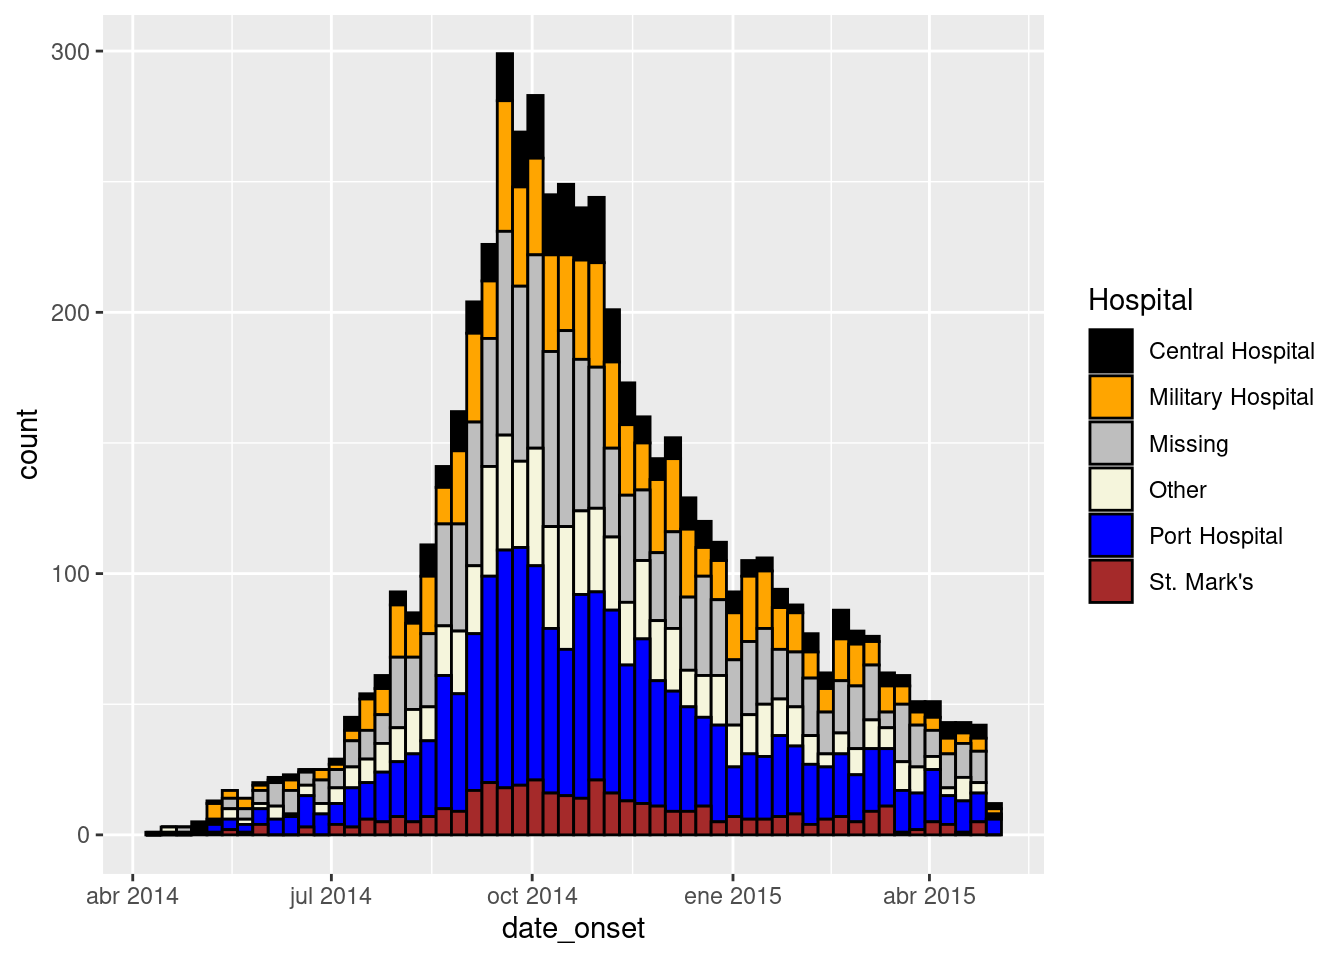 300
200
100
0
count
abr 2014
jul 2014
oct 2014
ene 2015
abr 2015
date_onset
Hospital
Central Hospital
Military Hospital
Missing
Other
Port Hospital
St. Mark's